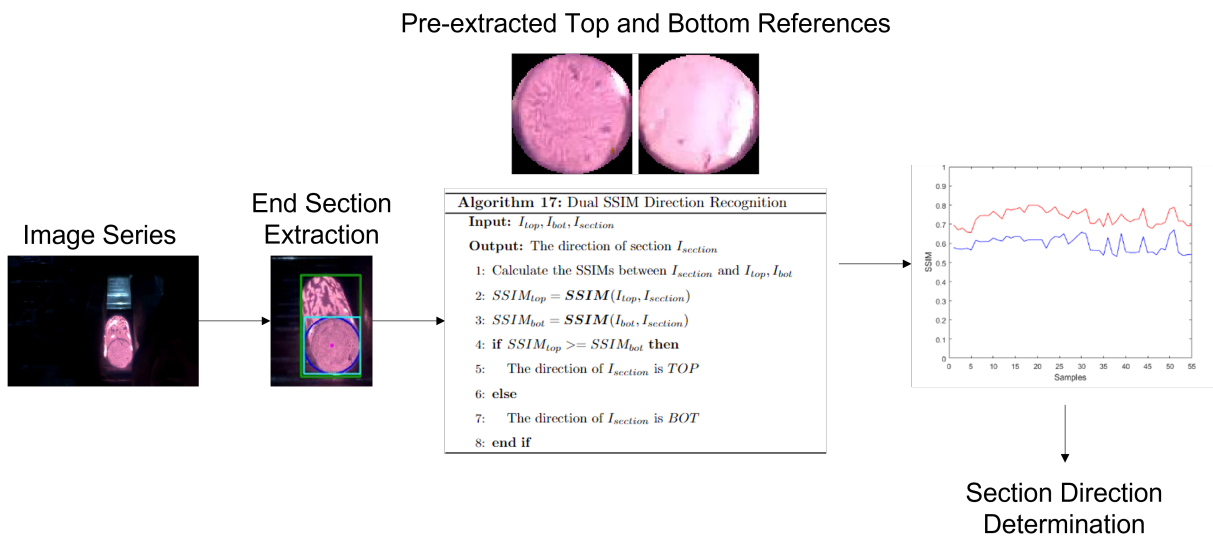 Pre-extracted Top and Bottom References
Image Series
End Section
Extraction
Algorithm 17: Dual SSIM Direction Recognition
Input: I_top, I_bot, I_section
Output: The direction of section I_section
1: Calculate the SSIMs between I_section and I_top, I_bot
2: SSIM_top = SSIM(I_top, I_section)
3: SSIM_bot = SSIM(I_bot, I_section)
4: if SSIM_top >= SSIM_bot then
5: The direction of I_section is TOP
6: else
7: The direction of I_section is BOT
8: end if
1
0.9
0.8
0.7
0.6
0.5
0.4
0.3
0.2
0.1
0
SSIM
0 5 10 15 20 25 30 35 40 45 50 55
Samples
Section Direction
Determination